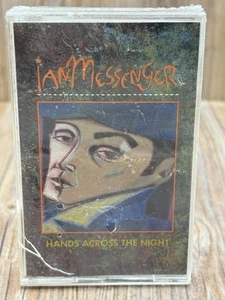 IAN MESSENGER
HANDS ACROSS THE NIGHT